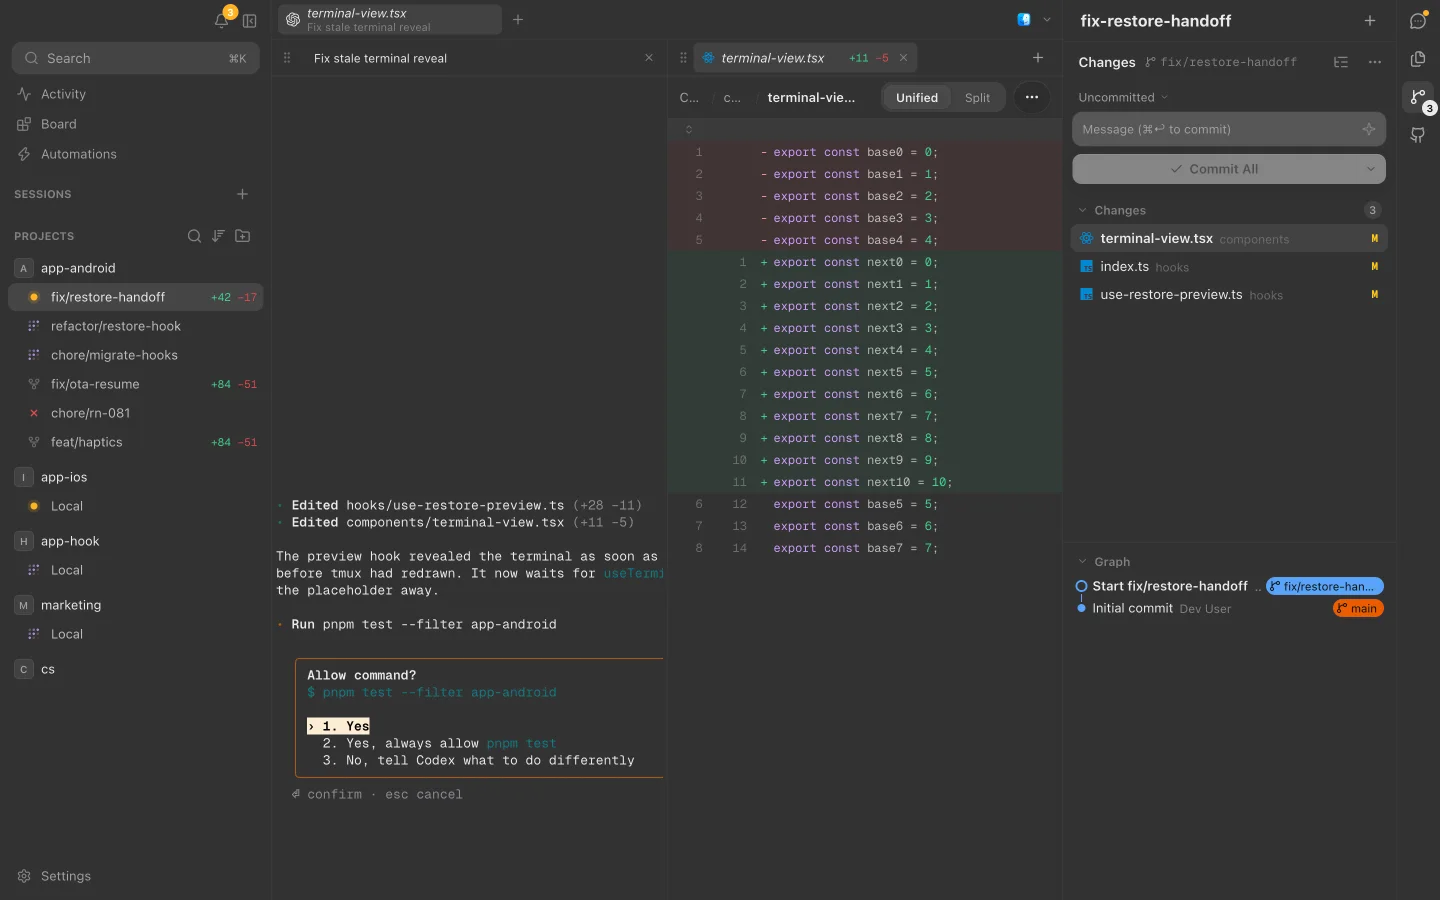 3
Search ⌘K
Activity
Board
Automations
SESSIONS
PROJECTS
A app-android
fix/restore-handoff +42 −17
refactor/restore-hook
chore/migrate-hooks
fix/ota-resume +84 −51
chore/rn-081
feat/haptics +84 −51
I app-ios
Local
H app-hook
Local
M marketing
Local
C cs
Settings
terminal-view.tsx
Fix stale terminal reveal
Fix stale terminal reveal
· Edited hooks/use-restore-preview.ts (+28 −11)
· Edited components/terminal-view.tsx (+11 −5)
The preview hook revealed the terminal as soon as
before tmux had redrawn. It now waits for useTermi
the placeholder away.
· Run pnpm test --filter app-android
Allow command?
$ pnpm test --filter app-android
› 1. Yes
2. Yes, always allow pnpm test
3. No, tell Codex what to do differently
⏎ confirm · esc cancel
terminal-view.tsx +11 −5
C... / c... / terminal-vie... Unified Split
1 - export const base0 = 0;
2 - export const base1 = 1;
3 - export const base2 = 2;
4 - export const base3 = 3;
5 - export const base4 = 4;
1 + export const next0 = 0;
2 + export const next1 = 1;
3 + export const next2 = 2;
4 + export const next3 = 3;
5 + export const next4 = 4;
6 + export const next5 = 5;
7 + export const next6 = 6;
8 + export const next7 = 7;
9 + export const next8 = 8;
10 + export const next9 = 9;
11 + export const next10 = 10;
6 12 export const base5 = 5;
7 13 export const base6 = 6;
8 14 export const base7 = 7;
fix-restore-handoff
Changes fix/restore-handoff
Uncommitted
Message (⌘↩ to commit)
Commit All
Changes 3
terminal-view.tsx components M
TS index.ts hooks M
TS use-restore-preview.ts hooks M
Graph
Start fix/restore-handoff .. fix/restore-han...
Initial commit Dev User main
3